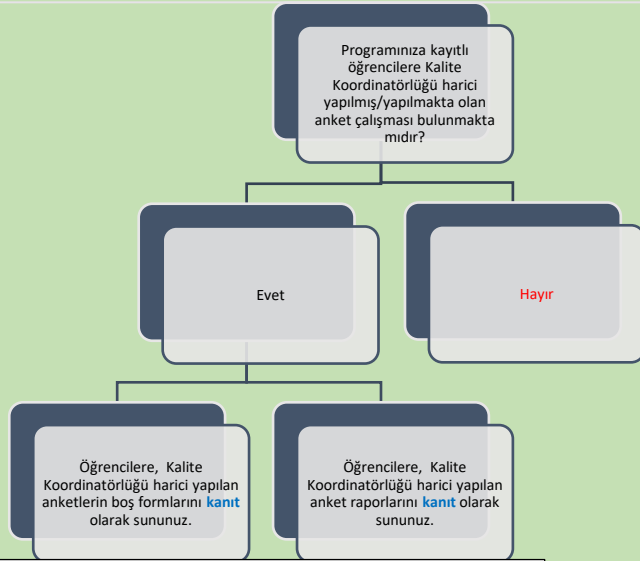 Programınıza kayıtlı
öğrencilere Kalite
Koordinatörlüğü harici
yapılmış/yapılmakta olan
anket çalışması bulunmakta
mıdır?
Evet
Hayır
Öğrencilere, Kalite
Koordinatörlüğü harici yapılan
anketlerin boş formlarını kanıt
olarak sununuz.
Öğrencilere, Kalite
Koordinatörlüğü harici yapılan
anket raporlarını kanıt olarak
sununuz.